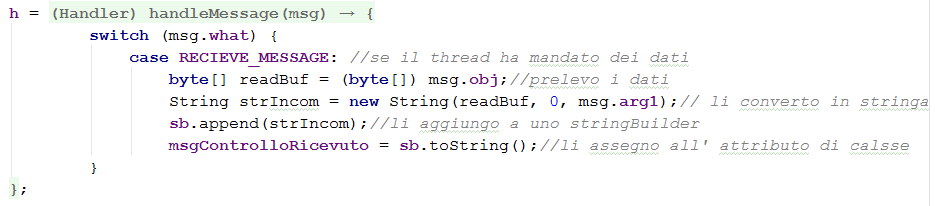 h = (Handler) handleMessage(msg) → {
switch (msg.what) {
case RECIEVE_MESSAGE: //se il thread ha mandato dei dati
byte[] readBuf = (byte[]) msg.obj;//prelevo i dati
String strIncom = new String(readBuf, 0, msg.arg1);// li converto in stringa
sb.append(strIncom);//li aggiungo a uno stringBuilder
msgControlloRicevuto = sb.toString();//li assegno all' attributo di calsse
}
};